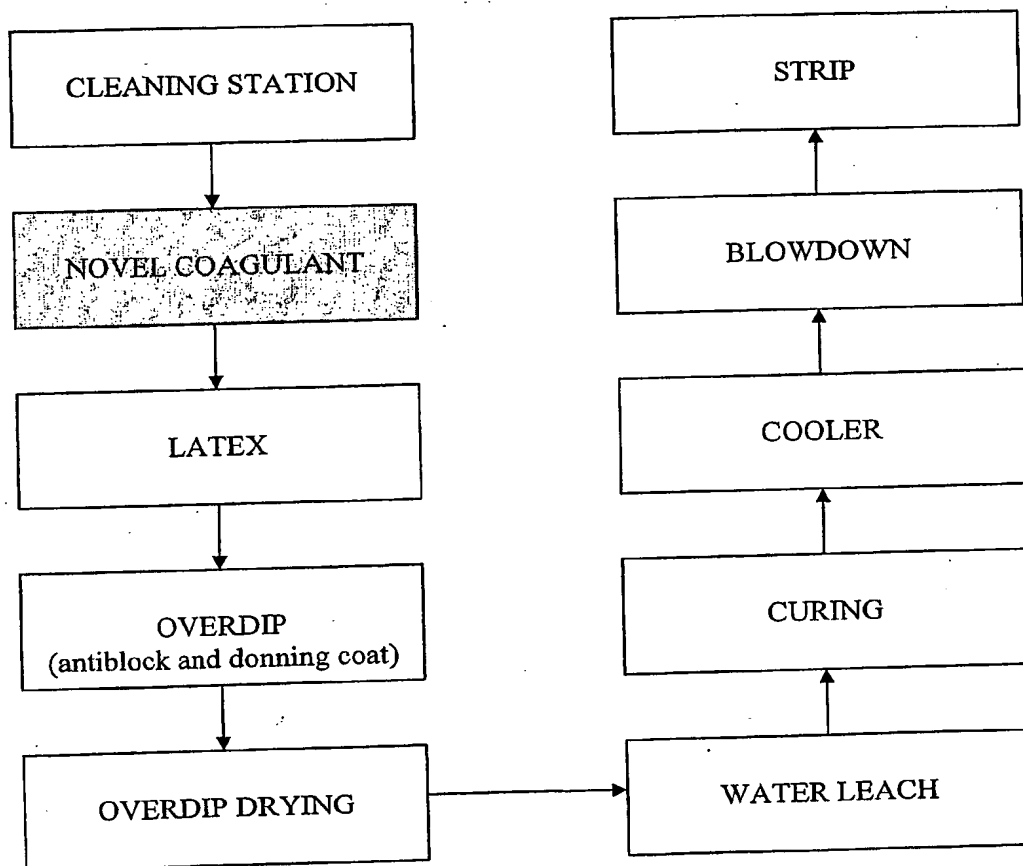 CLEANING STATION
NOVEL COAGULANT
LATEX
OVERDIP
(antiblock and donning coat)
OVERDIP DRYING
WATER LEACH
CURING
COOLER
BLOWDOWN
STRIP